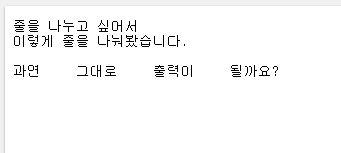 줄을 나누고 싶어서
이렇게 줄을 나눠봤습니다.

과연    그대로    출력이    될까요?